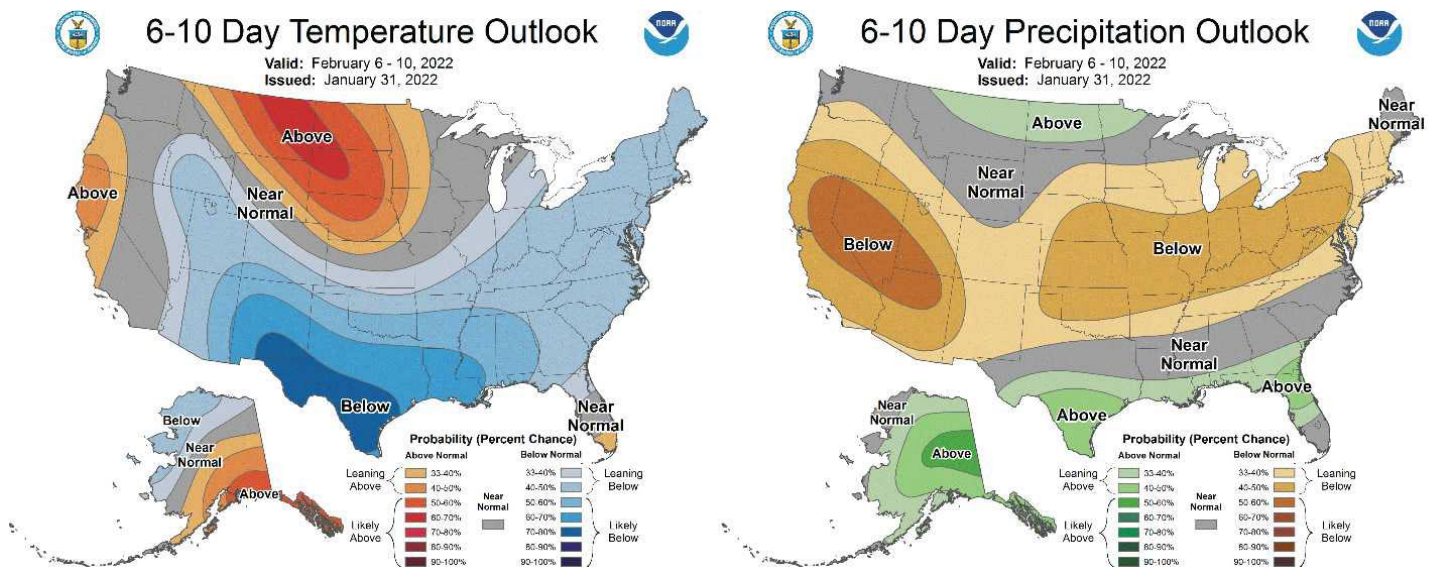 6-10 Day Temperature Outlook
Valid: February 6 - 10, 2022
Issued: January 31, 2022
NOAA
Above
Above
Near
Normal
Below
Near
Normal
Below
Near
Normal
Above
Probability (Percent Chance)
Above Normal
Below Normal
Leaning
Above
33-40%
40-50%
50-60%
60-70%
70-80%
80-90%
90-100%
Likely
Above
Near
Normal
33-40%
40-50%
50-60%
60-70%
70-80%
80-90%
90-100%
Leaning
Below
Likely
Below
6-10 Day Precipitation Outlook
Valid: February 6 - 10, 2022
Issued: January 31, 2022
NOAA
Above
Near
Normal
Near
Normal
Below
Below
Near
Normal
Above
Above
Near
Normal
Above
Probability (Percent Chance)
Above Normal
Below Normal
Leaning
Above
33-40%
40-50%
50-60%
60-70%
70-80%
80-90%
90-100%
Likely
Above
Near
Normal
33-40%
40-50%
50-60%
60-70%
70-80%
80-90%
90-100%
Leaning
Below
Likely
Below